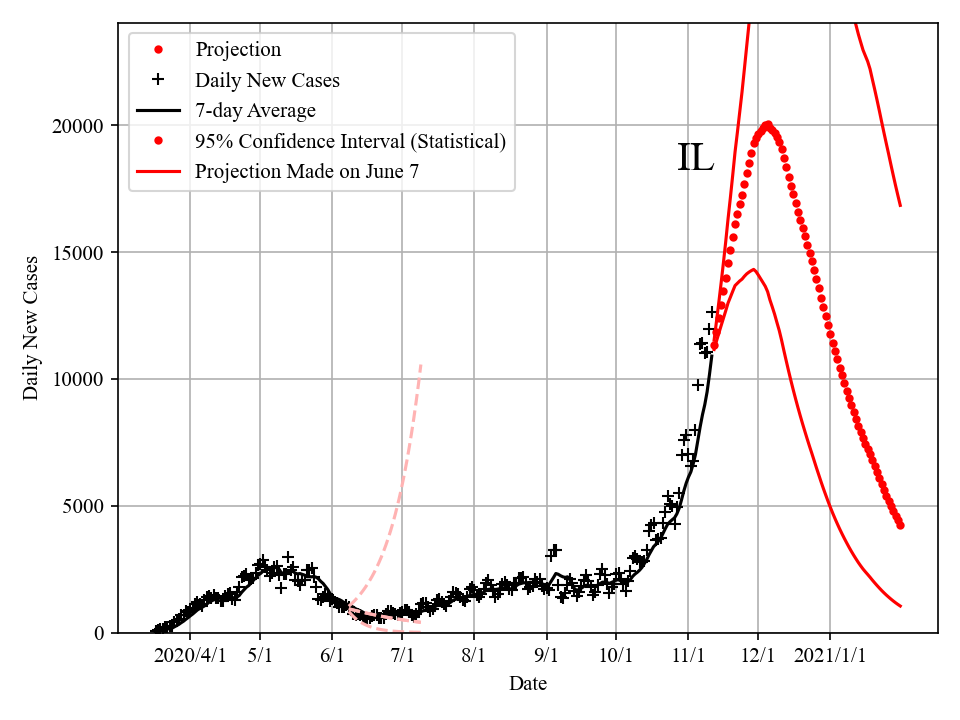 Projection
Daily New Cases
7-day Average
95% Confidence Interval (Statistical)
Projection Made on June 7
IL
20000
15000
10000
5000
0
Daily New Cases
2020/4/1 5/1 6/1 7/1 8/1 9/1 10/1 11/1 12/1 2021/1/1
Date